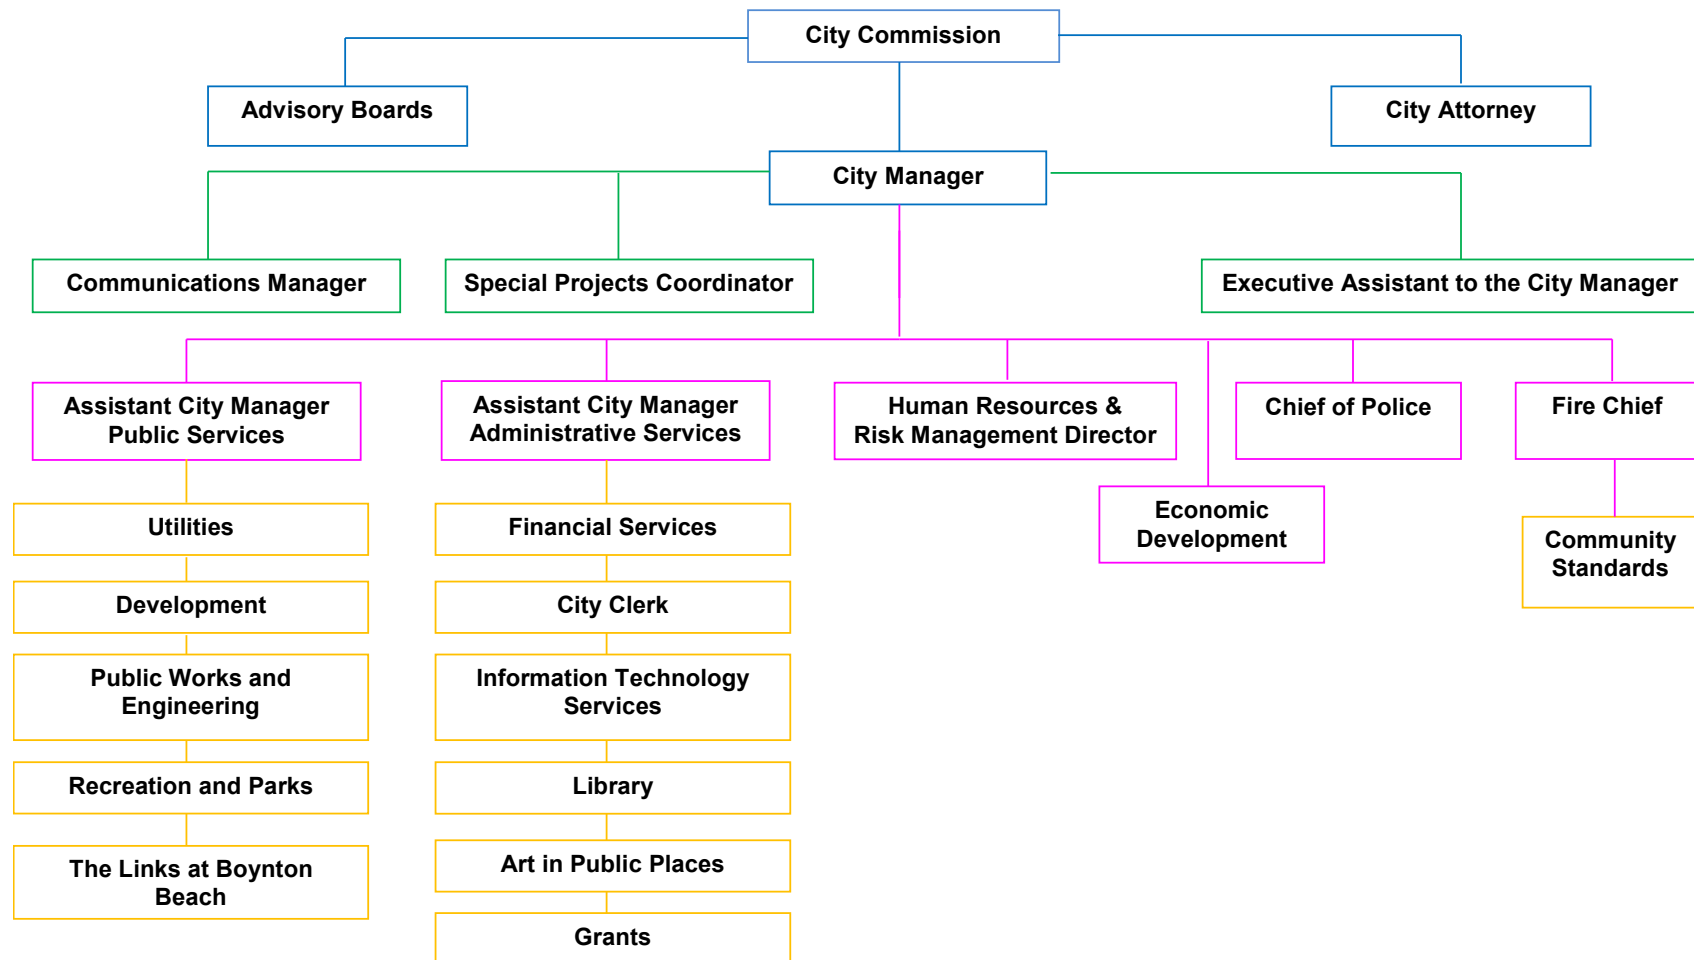 City Commission
Advisory Boards
City Attorney
City Manager
Communications Manager
Special Projects Coordinator
Executive Assistant to the City Manager
Assistant City Manager
Public Services
Assistant City Manager
Administrative Services
Human Resources &
Risk Management Director
Chief of Police
Fire Chief
Economic
Development
Community
Standards
Utilities
Development
Public Works and
Engineering
Recreation and Parks
The Links at Boynton
Beach
Financial Services
City Clerk
Information Technology
Services
Library
Art in Public Places
Grants